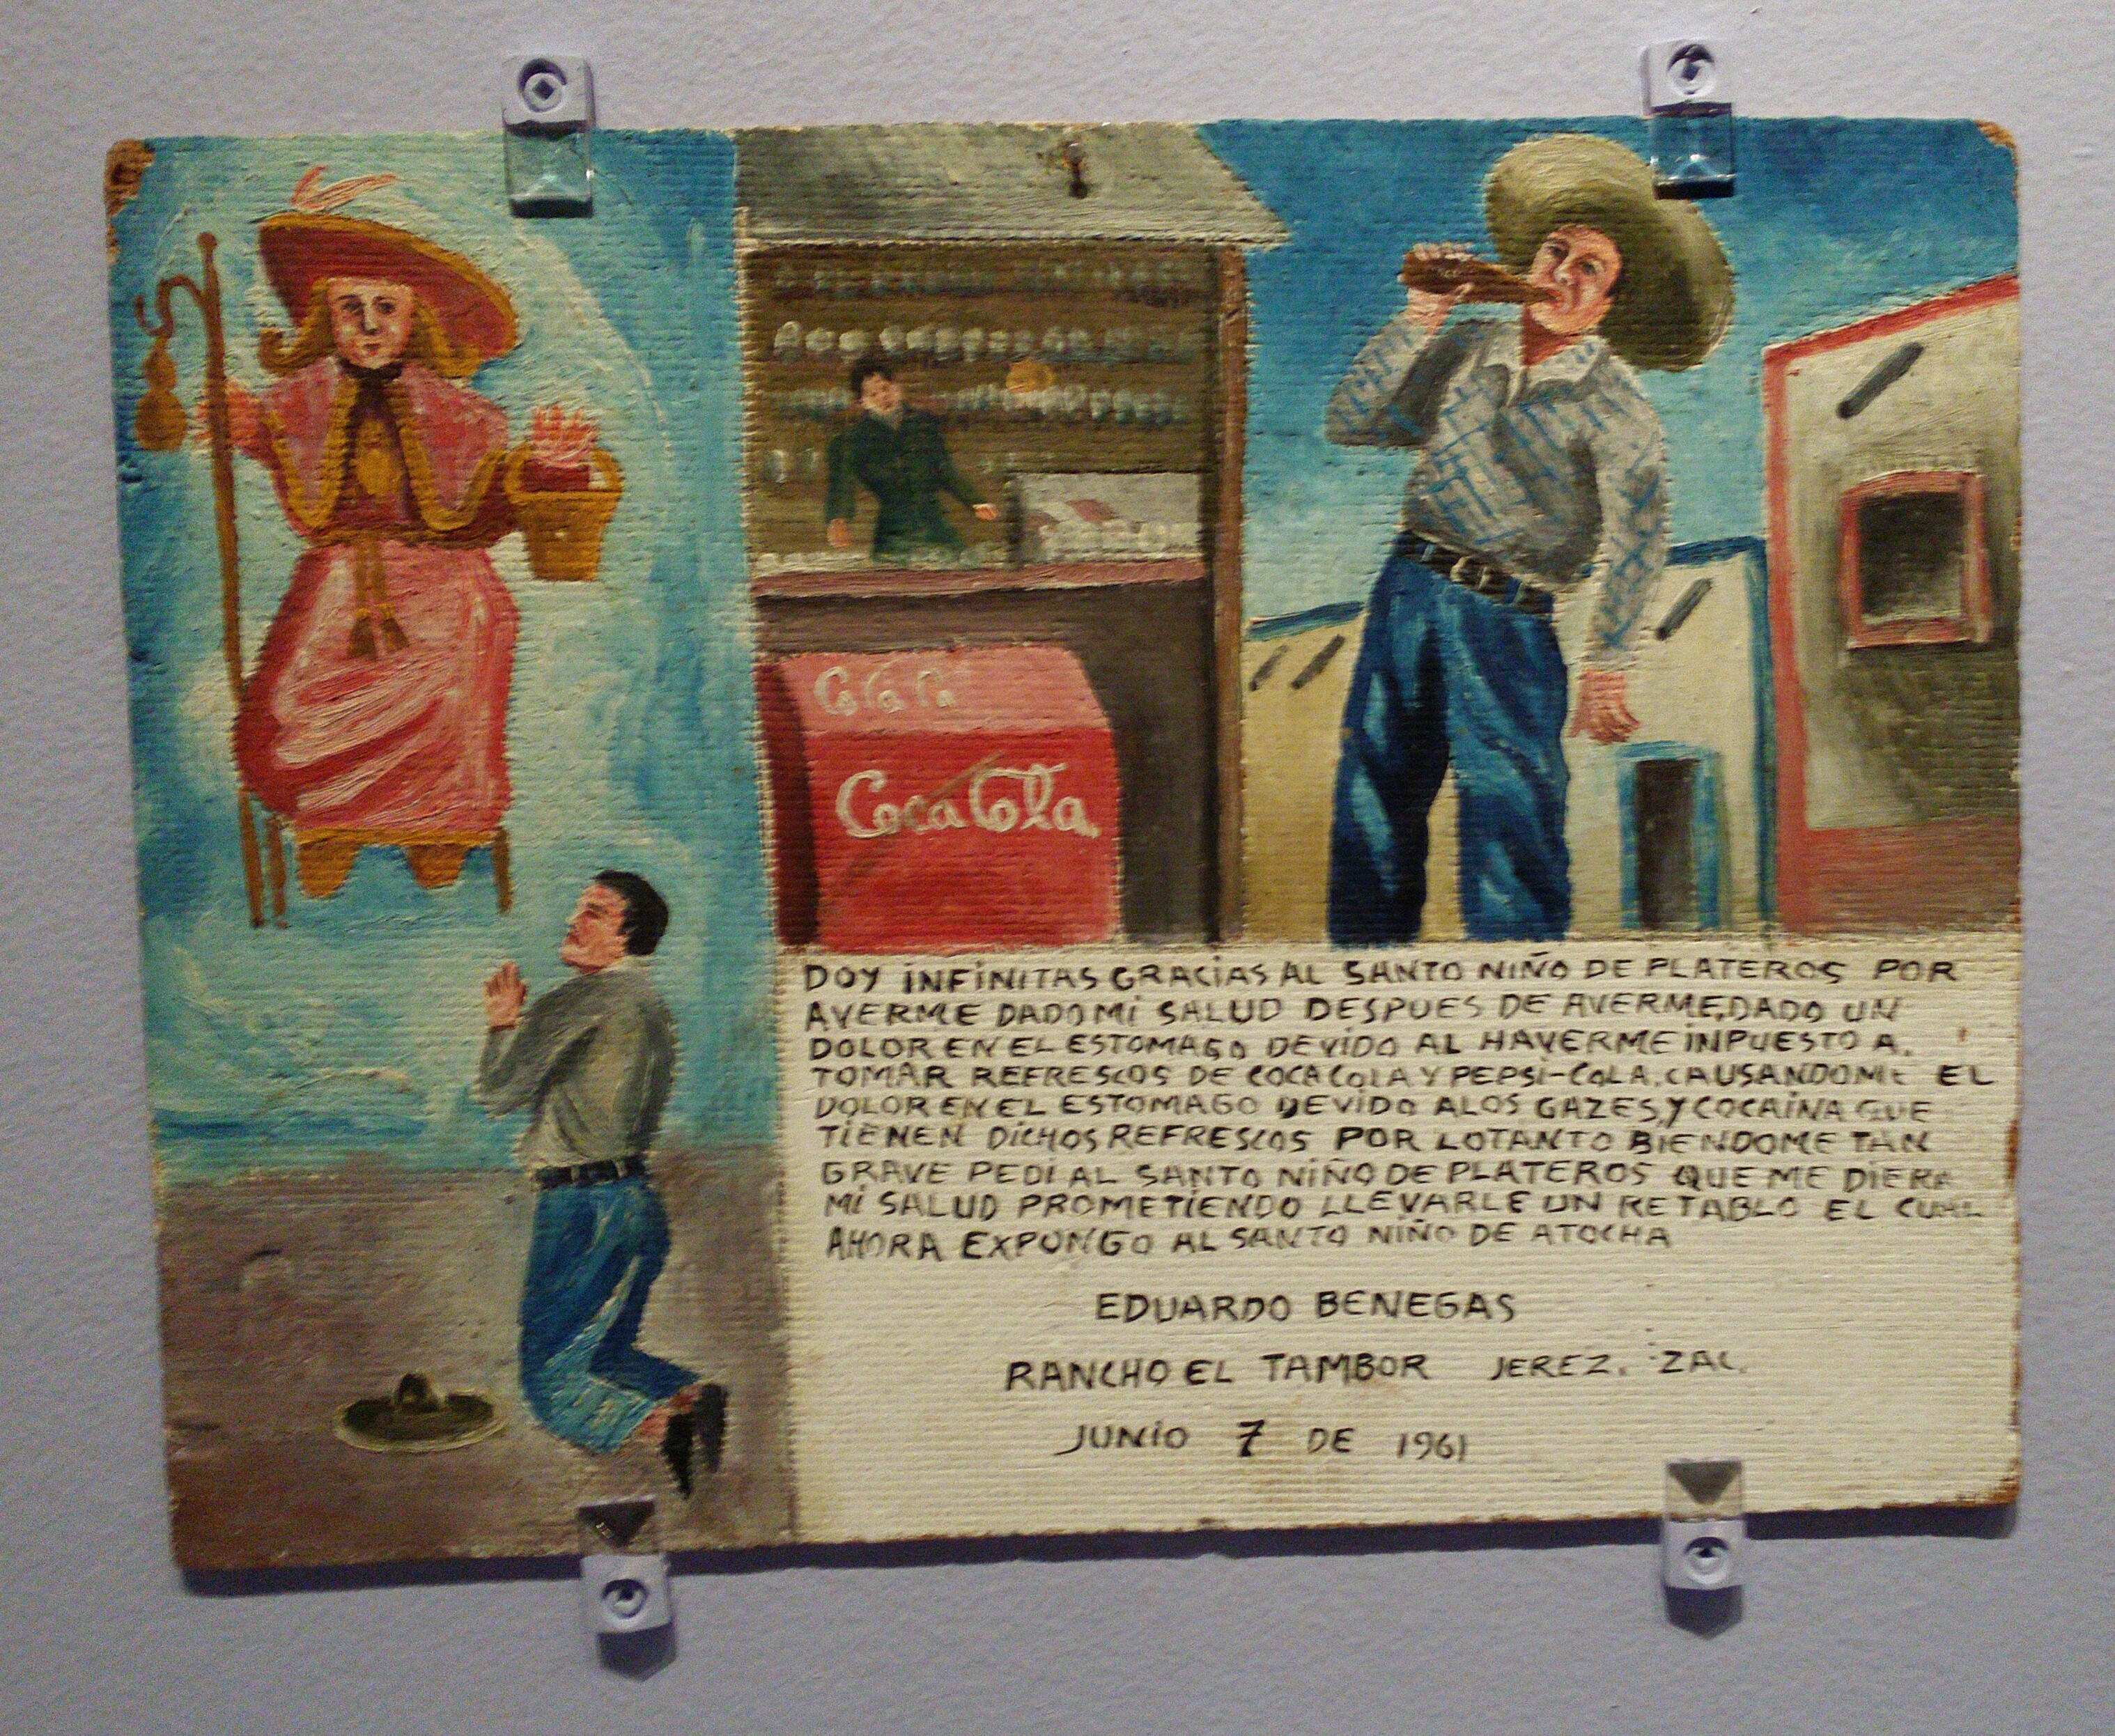 Coca Co
Coca Cola
DOY INFINITAS GRACIAS AL SANTO NIÑO DE PLATEROS POR
AVERME DADO MI SALUD DESPUES DE AVERME, DADO UN
DOLOR EN EL ESTOMAGO DEVIDO AL HAVERME INPUESTO A.
TOMAR REFRESCOS DE COCA COLA Y PEPSI-COLA. CAUSANDOME EL
DOLOR EN EL ESTOMAGO DEVIDO A LOS GAZES, Y COCAINA QUE
TIENEN DICHOS REFRESCOS POR LO TANTO BIENDOME TAN
GRAVE PEDI AL SANTO NIÑO DE PLATEROS QUE ME DIERA
MI SALUD PROMETIENDO LLEVARLE UN RETABLO EL CUAL
AHORA EXPONGO AL SANTO NIÑO DE ATOCHA
EDUARDO BENEGAS
RANCHO EL TAMBOR JEREZ. ZAC.
JUNIO 7 DE 1961